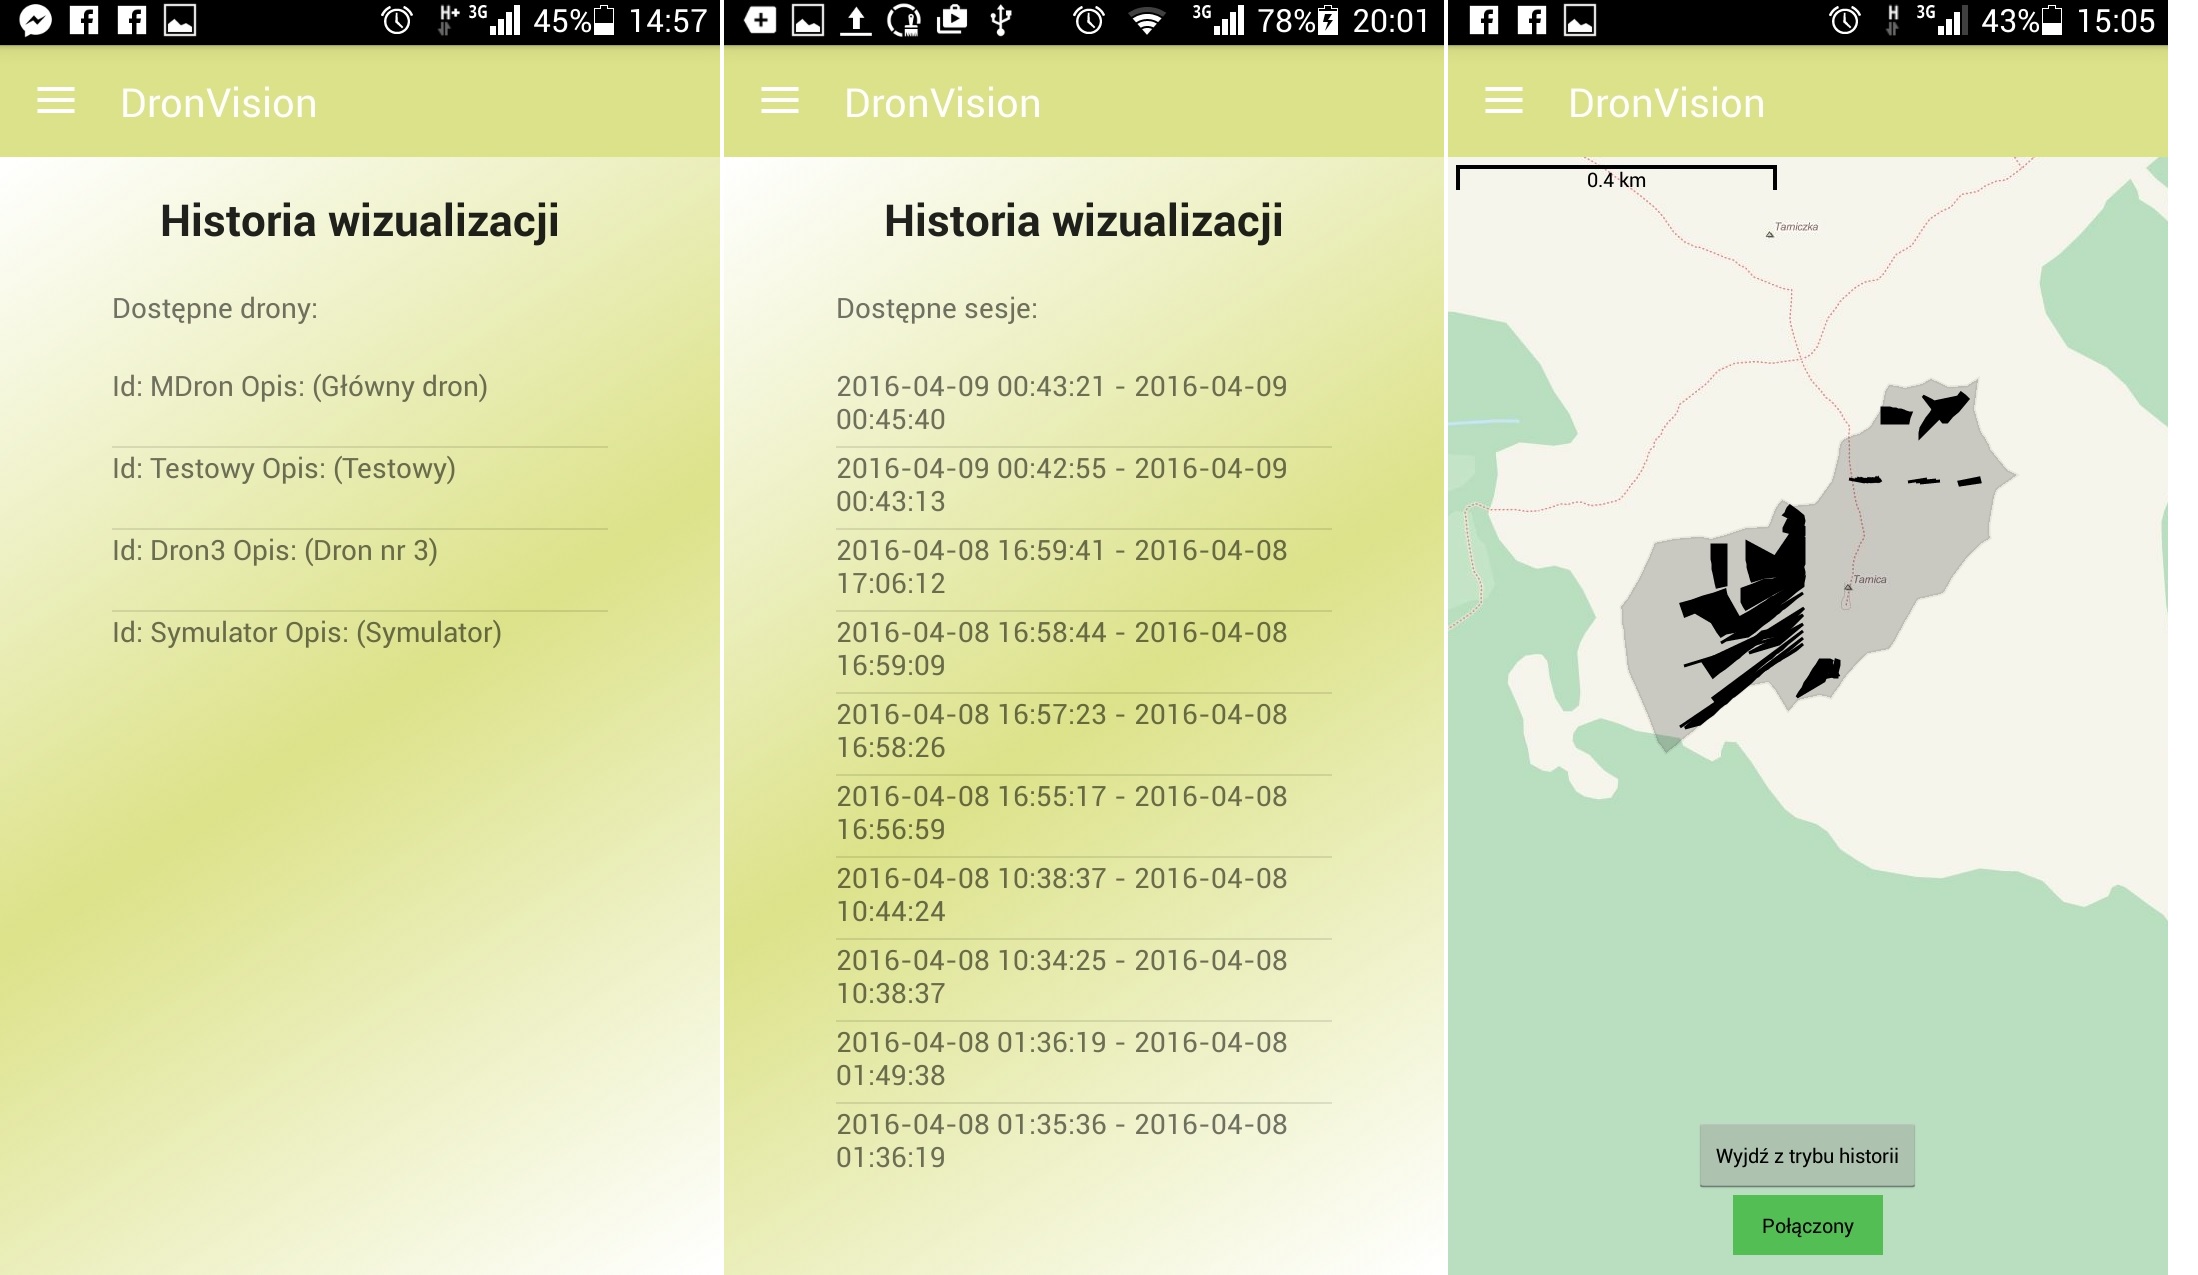 H+ 3G 45% 14:57
DronVision
Historia wizualizacji
Dostępne drony:
Id: MDron Opis: (Główny dron)
Id: Testowy Opis: (Testowy)
Id: Dron3 Opis: (Dron nr 3)
Id: Symulator Opis: (Symulator)
3G 78% 20:01
DronVision
Historia wizualizacji
Dostępne sesje:
2016-04-09 00:43:21 - 2016-04-09
00:45:40
2016-04-09 00:42:55 - 2016-04-09
00:43:13
2016-04-08 16:59:41 - 2016-04-08
17:06:12
2016-04-08 16:58:44 - 2016-04-08
16:59:09
2016-04-08 16:57:23 - 2016-04-08
16:58:26
2016-04-08 16:55:17 - 2016-04-08
16:56:59
2016-04-08 10:38:37 - 2016-04-08
10:44:24
2016-04-08 10:34:25 - 2016-04-08
10:38:37
2016-04-08 01:36:19 - 2016-04-08
01:49:38
2016-04-08 01:35:36 - 2016-04-08
01:36:19
H 3G 43% 15:05
DronVision
0.4 km
Tarniczka
Tarnica
Wyjdź z trybu historii
Połączony